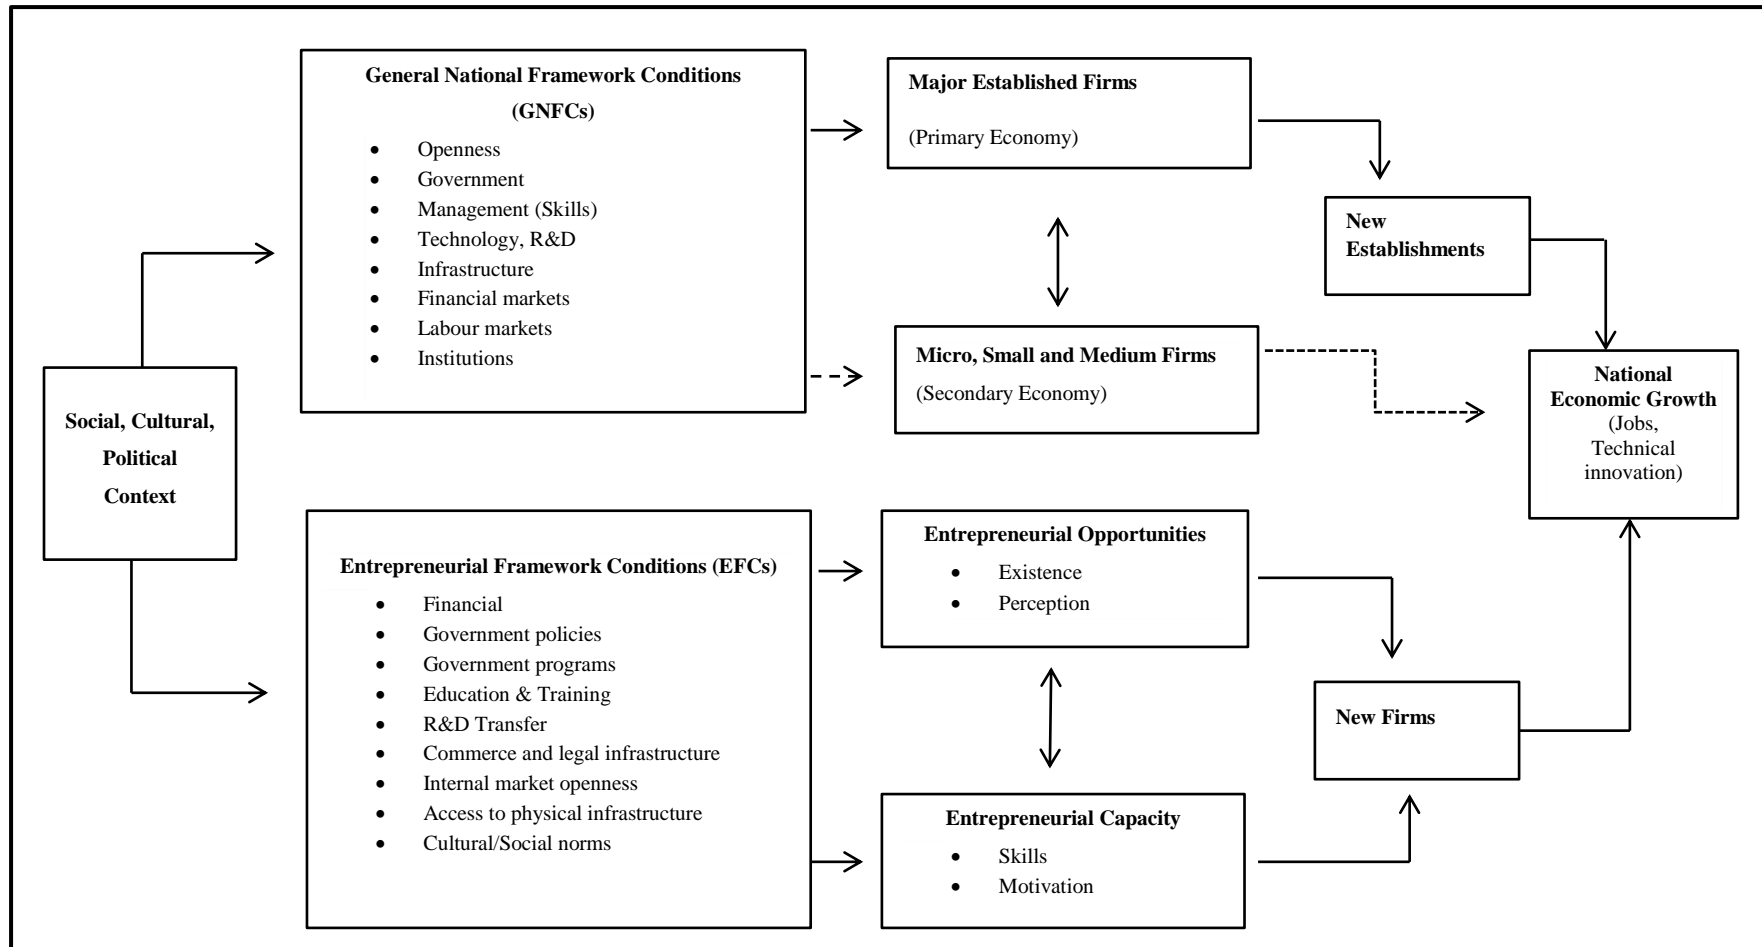 General National Framework Conditions
(GNFCs)
• Openness
• Government
• Management (Skills)
• Technology, R&D
• Infrastructure
• Financial markets
• Labour markets
• Institutions
Major Established Firms
(Primary Economy)
New
Establishments
Micro, Small and Medium Firms
(Secondary Economy)
National
Economic Growth
(Jobs,
Technical
innovation)
Social, Cultural,
Political
Context
Entrepreneurial Framework Conditions (EFCs)
• Financial
• Government policies
• Government programs
• Education & Training
• R&D Transfer
• Commerce and legal infrastructure
• Internal market openness
• Access to physical infrastructure
• Cultural/Social norms
Entrepreneurial Opportunities
• Existence
• Perception
New Firms
Entrepreneurial Capacity
• Skills
• Motivation